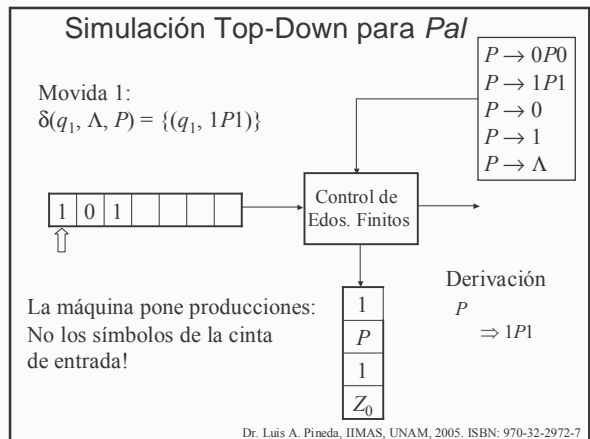 Simulación Top-Down para Pal
P → 0P0
P → 1P1
P → 0
P → 1
P → Λ
Movida 1:
δ(q₁, Λ, P) = {(q₁, 1P1)}
1 0 1
Control de
Edos. Finitos
La máquina pone producciones:
No los símbolos de la cinta
de entrada!
1
P
1
Z₀
Derivación
P
⇒ 1P1
Dr. Luis A. Pineda, IIMAS, UNAM, 2005. ISBN: 970-32-2972-7